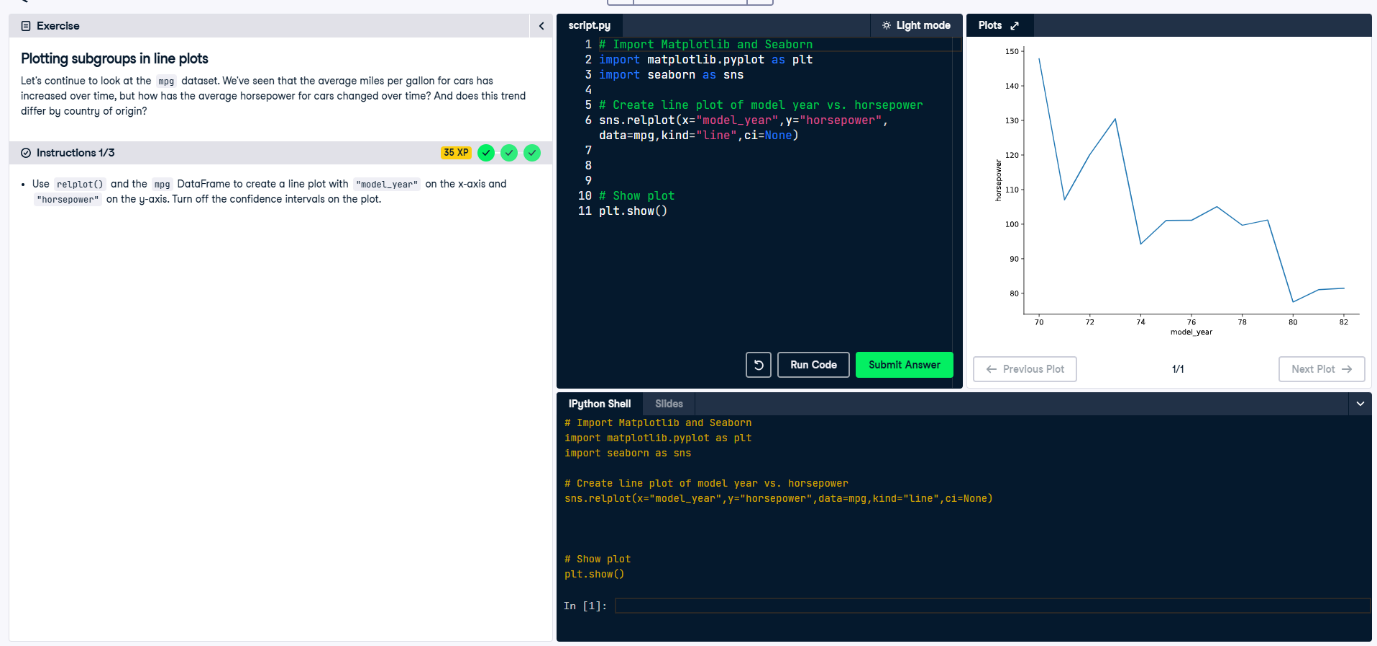 Exercise
Plotting subgroups in line plots
Let's continue to look at the mpg dataset. We've seen that the average miles per gallon for cars has
increased over time, but how has the average horsepower for cars changed over time? And does this trend
differ by country of origin?
Instructions 1/3
35 XP
• Use relplot() and the mpg DataFrame to create a line plot with "model_year" on the x-axis and
"horsepower" on the y-axis. Turn off the confidence intervals on the plot.
script.py
Light mode
1 # Import Matplotlib and Seaborn
2 import matplotlib.pyplot as plt
3 import seaborn as sns
4
5 # Create line plot of model year vs. horsepower
6 sns.relplot(x="model_year",y="horsepower",
data=mpg,kind="line",ci=None)
7
8
9
10 # Show plot
11 plt.show()
Run Code
Submit Answer
Plots
150
140
130
120
110
100
90
80
horsepower
70 72 74 76 78 80 82
model_year
← Previous Plot
1/1
Next Plot →
IPython Shell
Slides
# Import Matplotlib and Seaborn
import matplotlib.pyplot as plt
import seaborn as sns
# Create line plot of model year vs. horsepower
sns.relplot(x="model_year",y="horsepower",data=mpg,kind="line",ci=None)
# Show plot
plt.show()
In [1]: